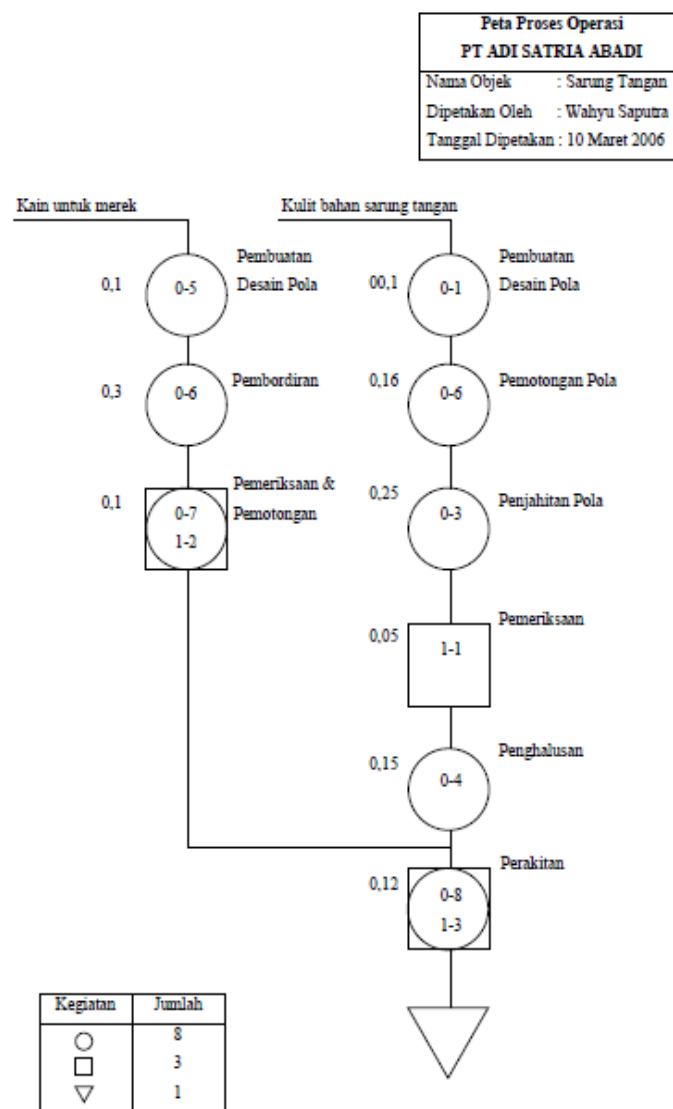 Peta Proses Operasi
PT ADI SATRIA ABADI
Nama Objek : Sarung Tangan
Dipetakan Oleh : Wahyu Saputra
Tanggal Dipetakan : 10 Maret 2006
Kain untuk merek
Kulit bahan sarung tangan
0,1
0-5
Pembuatan
Desain Pola
00,1
0-1
Pembuatan
Desain Pola
0,3
0-6
Pembordiran
0,16
0-6
Pemotongan Pola
0,1
0-7
1-2
Pemeriksaan &
Pemotongan
0,25
0-3
Penjahitan Pola
0,05
1-1
Pemeriksaan
0,15
0-4
Penghalusan
0,12
0-8
1-3
Perakitan
Kegiatan Jumlah
8
3
1